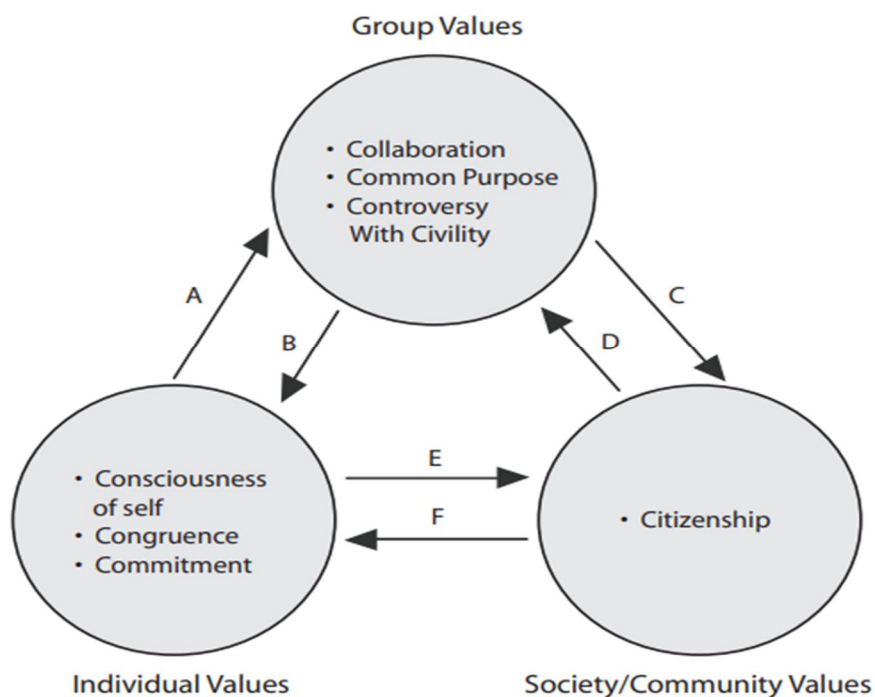 Group Values
• Collaboration
• Common Purpose
• Controversy
With Civility
A
B
C
D
• Consciousness
of self
• Congruence
• Commitment
E
F
• Citizenship
Individual Values
Society/Community Values